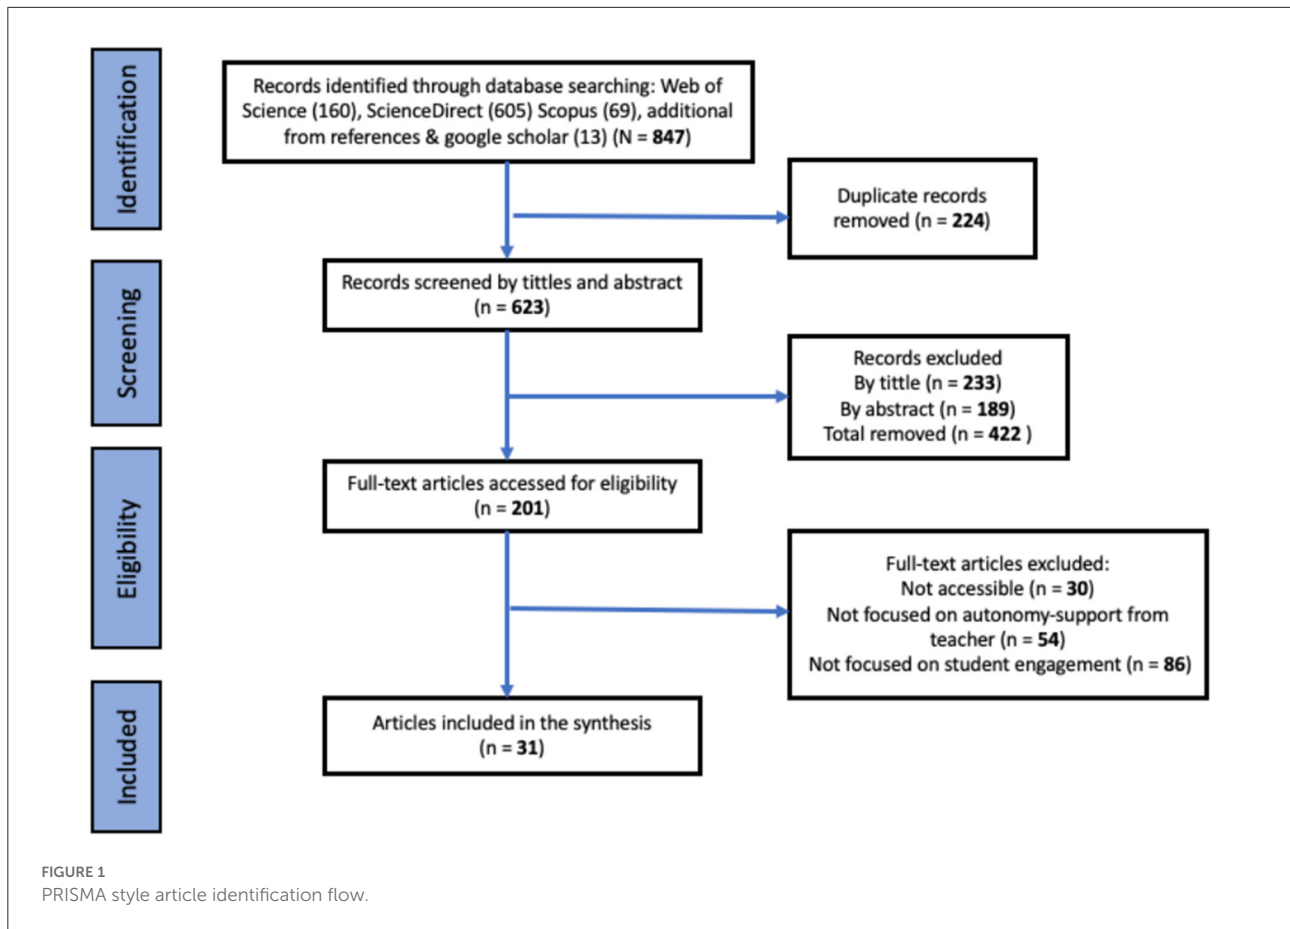 Identification
Records identified through database searching: Web of
Science (160), ScienceDirect (605) Scopus (69), additional
from references & google scholar (13) (N = 847)
Duplicate records
removed (n = 224)
Screening
Records screened by tittles and abstract
(n = 623)
Records excluded
By tittle (n = 233)
By abstract (n = 189)
Total removed (n = 422 )
Eligibility
Full-text articles accessed for eligibility
(n = 201)
Full-text articles excluded:
Not accessible (n = 30)
Not focused on autonomy-support from
teacher (n = 54)
Not focused on student engagement (n = 86)
Included
Articles included in the synthesis
(n = 31)
FIGURE 1
PRISMA style article identification flow.